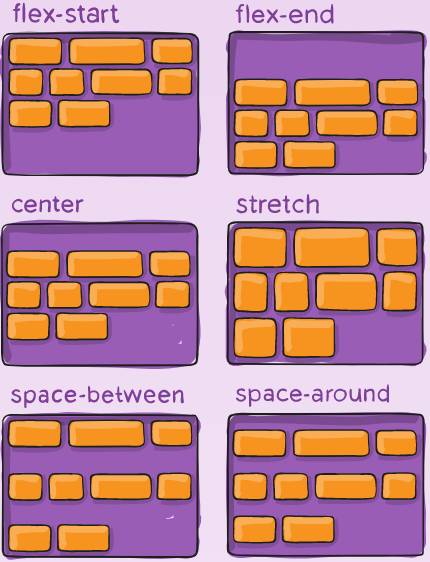 flex-start
flex-end
center
stretch
space-between
space-around